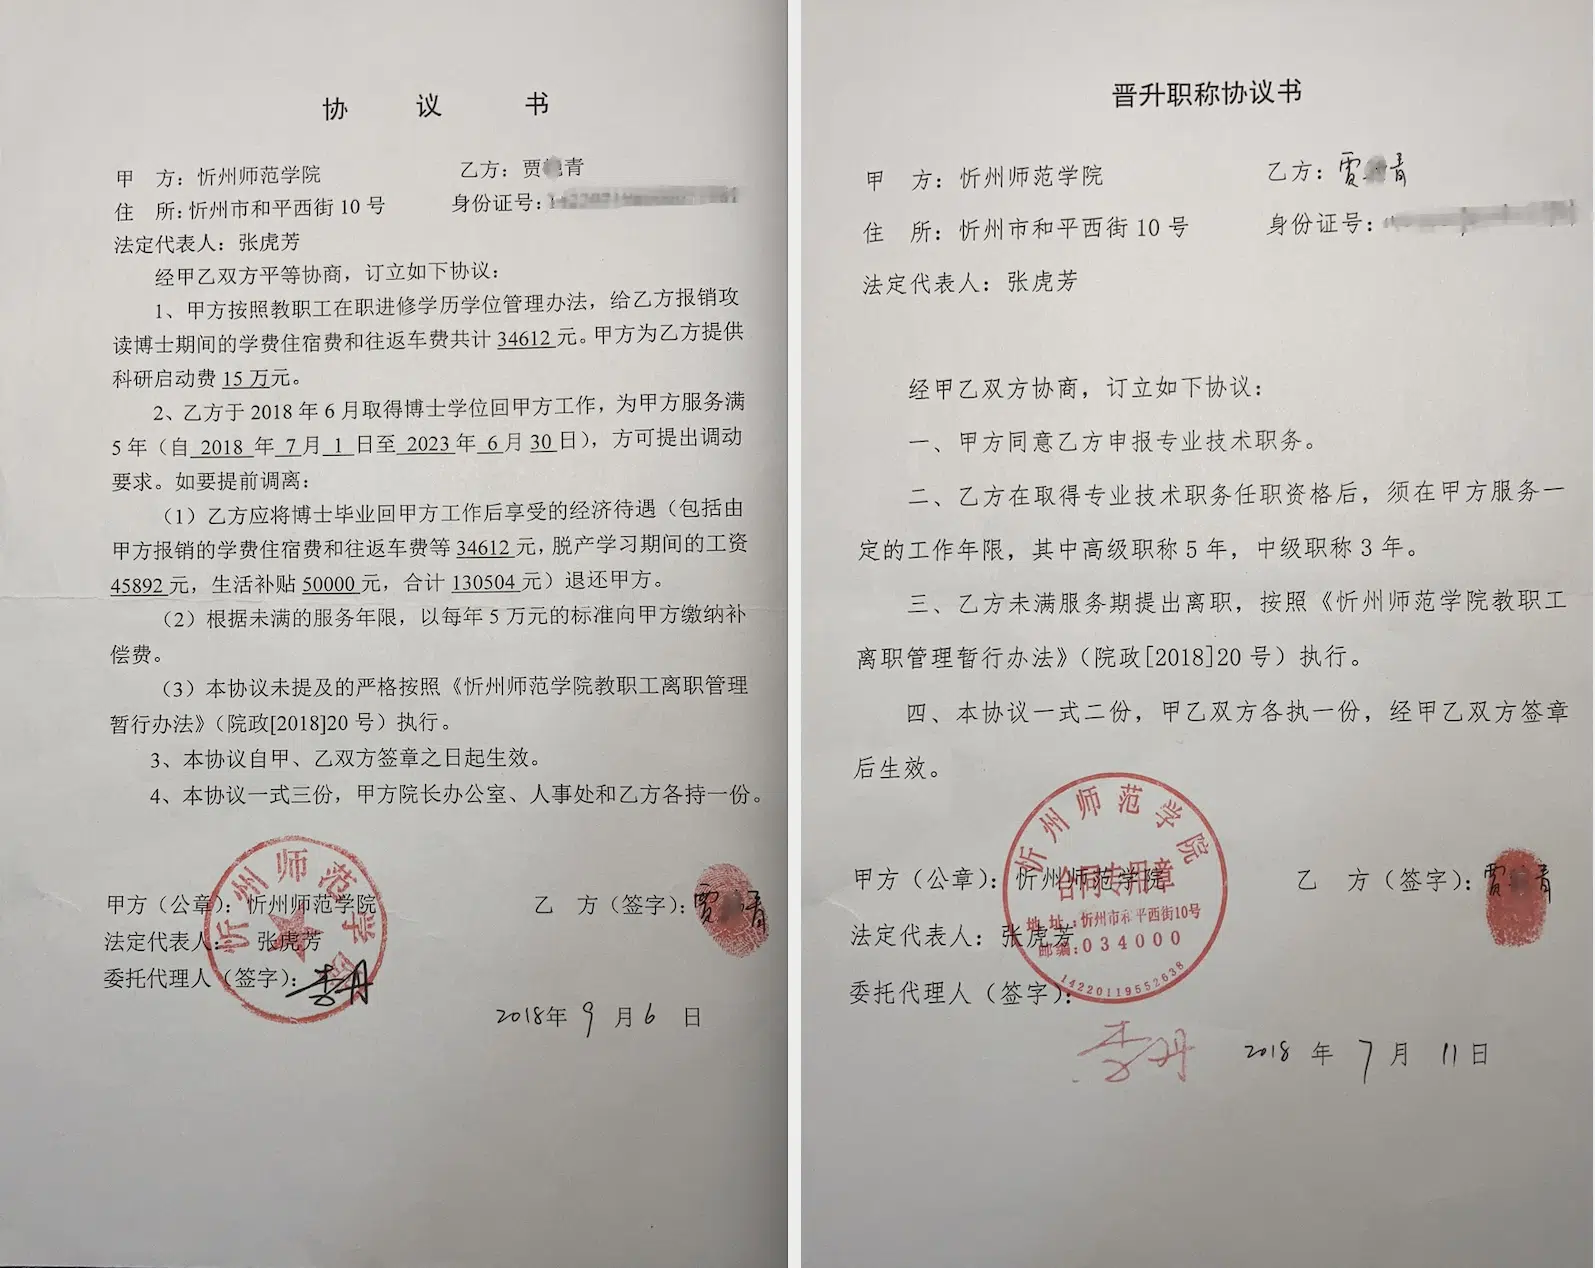 协 议 书
甲 方：忻州师范学院 乙方：贾 青
住 所：忻州市和平西街 10 号 身份证号：
法定代表人：张虎芳
经甲乙双方平等协商，订立如下协议：
1、甲方按照教职工在职进修学历学位管理办法，给乙方报销攻
读博士期间的学费住宿费和往返车费共计 34612 元。甲方为乙方提供
科研启动费 15 万元。
2、乙方于 2018 年 6 月取得博士学位回甲方工作，为甲方服务满
5 年（自 2018 年 7 月 1 日至 2023 年 6 月 30 日），方可提出调动
要求。如要提前调离：
（1）乙方应将博士毕业回甲方工作后享受的经济待遇（包括由
甲方报销的学费住宿费和往返车费等 34612 元，脱产学习期间的工资
45892 元，生活补贴 50000 元，合计 130504 元）退还甲方。
（2）根据未满的服务年限，以每年 5 万元的标准向甲方缴纳补
偿费。
（3）本协议未提及的严格按照《忻州师范学院教职工离职管理
暂行办法》（院政[2018]20 号）执行。
3、本协议自甲、乙双方签章之日起生效。
4、本协议一式三份，甲方院长办公室、人事处和乙方各持一份。
甲方（公章）：忻州师范学院 乙 方（签字）：贾 青
法定代表人： 张虎芳
委托代理人（签字）：李丹
忻州师范学院
2018年 9 月 6 日
晋升职称协议书
甲 方：忻州师范学院 乙方：贾 青
住 所：忻州市和平西街 10 号 身份证号：
法定代表人：张虎芳
经甲乙双方协商，订立如下协议：
一、甲方同意乙方申报专业技术职务。
二、乙方在取得专业技术职务任职资格后，须在甲方服务一
定的工作年限，其中高级职称 5 年，中级职称 3 年。
三、乙方未满服务期提出离职，按照《忻州师范学院教职工
离职管理暂行办法》（院政[2018]20 号）执行。
四、本协议一式二份，甲乙双方各执一份，经甲乙双方签章
后生效。
甲方（公章）：忻州师范学院 乙 方（签字）：贾 青
法定代表人：张虎芳
委托代理人（签字）：
李丹
忻州师范学院
合同专用章
地址:忻州市和平西街10号
邮编:034000
14220119552638
2018 年 7 月 11 日